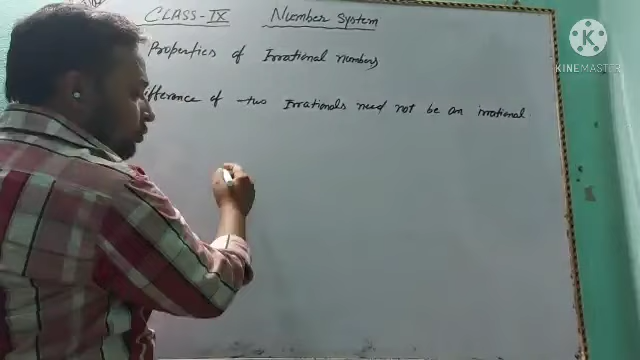 CLASS-IX Number System
Properties of Irrational numbers
ifference of two Irrationals need not be an irrational.
KINEMASTER